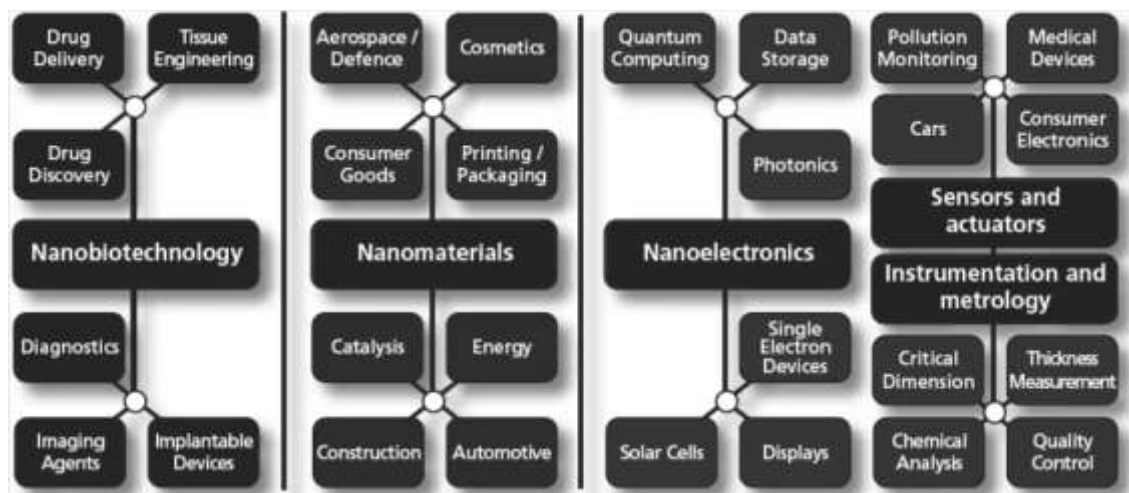 Drug
Delivery
Tissue
Engineering
Drug
Discovery
Nanobiotechnology
Diagnostics
Imaging
Agents
Implantable
Devices
Aerospace /
Defence
Cosmetics
Consumer
Goods
Printing /
Packaging
Nanomaterials
Catalysis
Energy
Construction
Automotive
Quantum
Computing
Data
Storage
Photonics
Nanoelectronics
Single
Electron
Devices
Solar Cells
Displays
Pollution
Monitoring
Medical
Devices
Cars
Consumer
Electronics
Sensors and
actuators
Instrumentation and
metrology
Critical
Dimension
Thickness
Measurement
Chemical
Analysis
Quality
Control